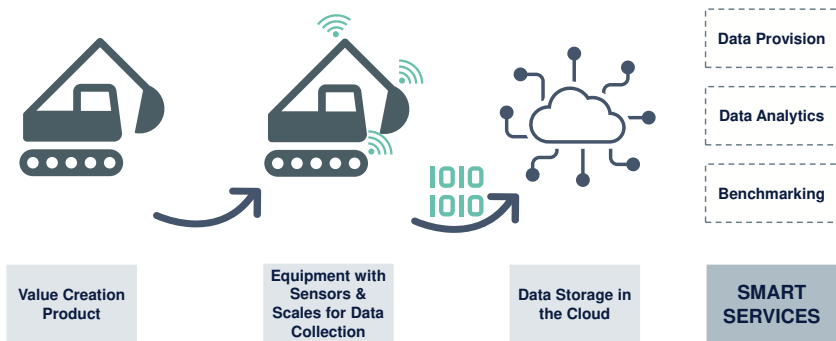 Data Provision
Data Analytics
Benchmarking
1010
1010
Value Creation
Product
Equipment with
Sensors &
Scales for Data
Collection
Data Storage in
the Cloud
SMART
SERVICES